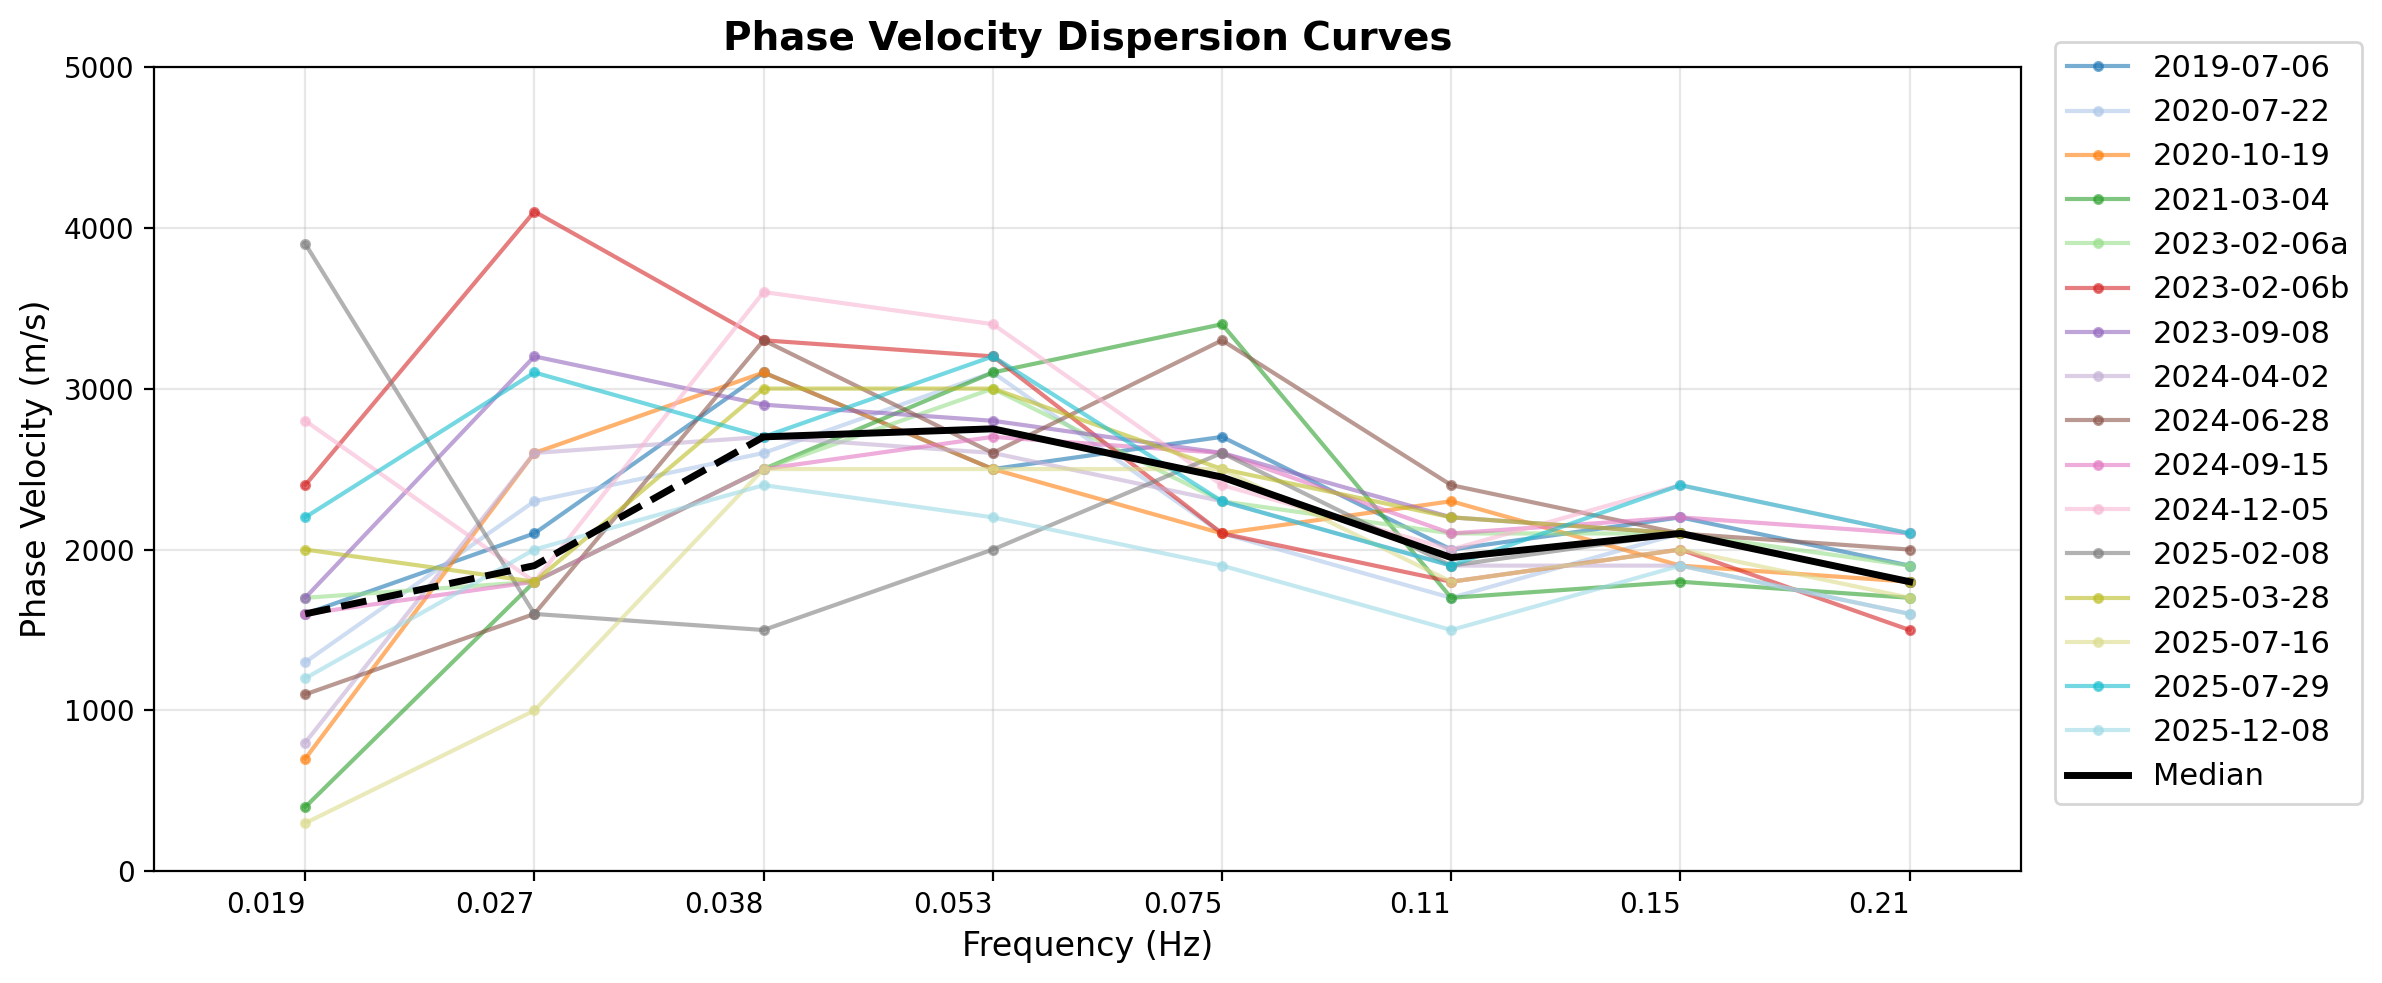 Phase Velocity Dispersion Curves
Phase Velocity (m/s)
5000
4000
3000
2000
1000
0
0.019 0.027 0.038 0.053 0.075 0.11 0.15 0.21
Frequency (Hz)
2019-07-06
2020-07-22
2020-10-19
2021-03-04
2023-02-06a
2023-02-06b
2023-09-08
2024-04-02
2024-06-28
2024-09-15
2024-12-05
2025-02-08
2025-03-28
2025-07-16
2025-07-29
2025-12-08
Median